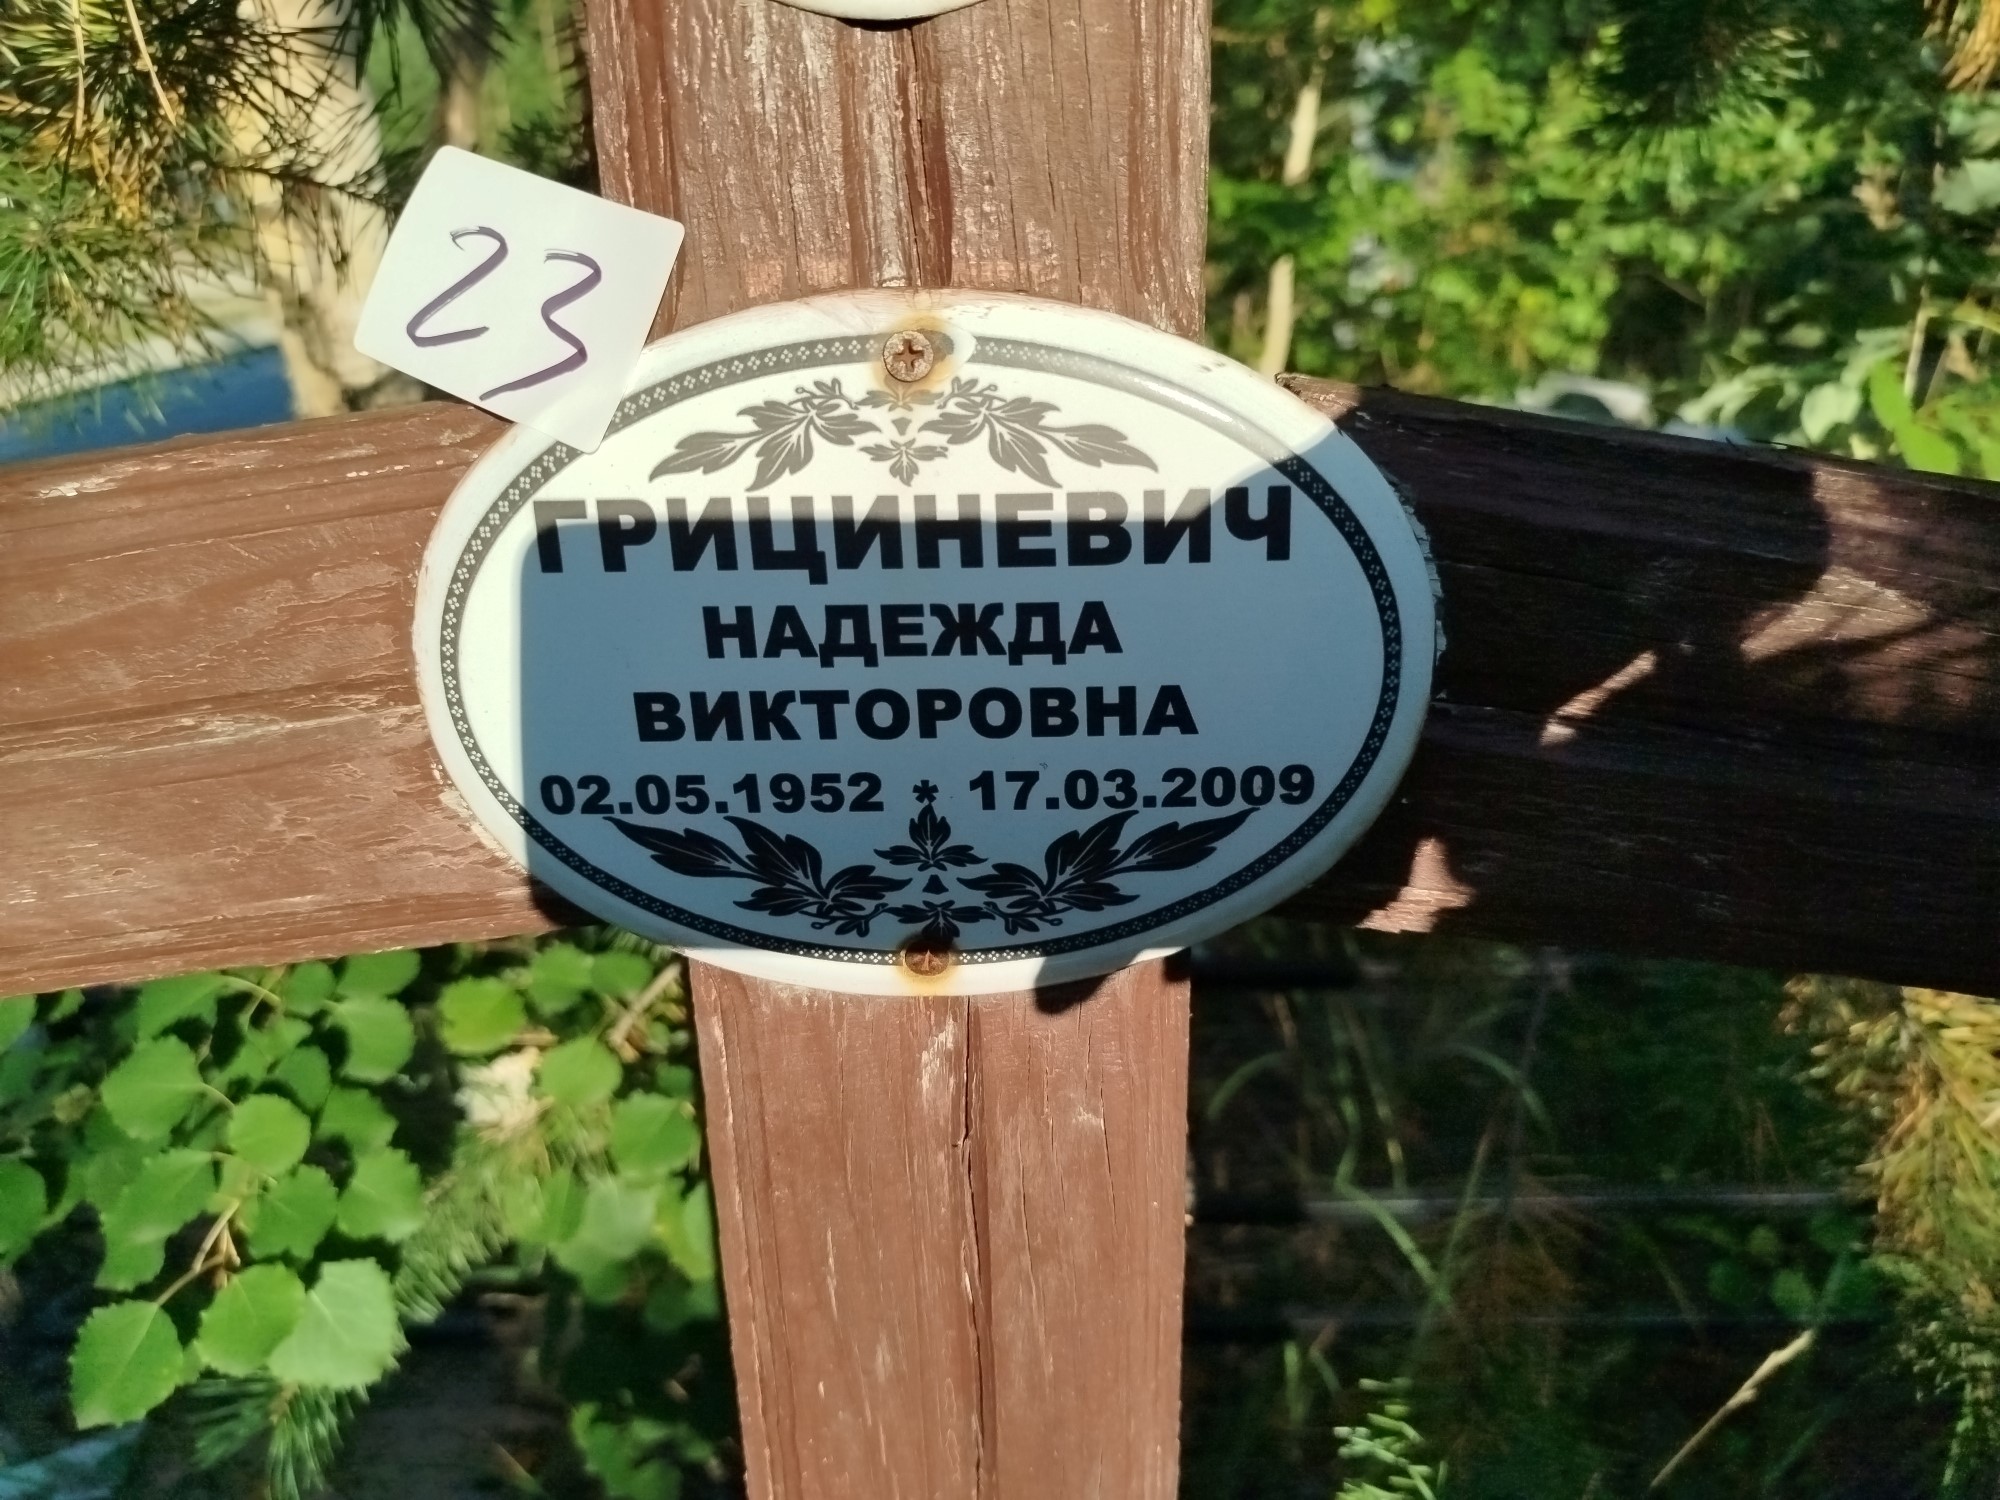 23
ГРИЦИНЕВИЧ
НАДЕЖДА
ВИКТОРОВНА
02.05.1952 * 17.03.2009